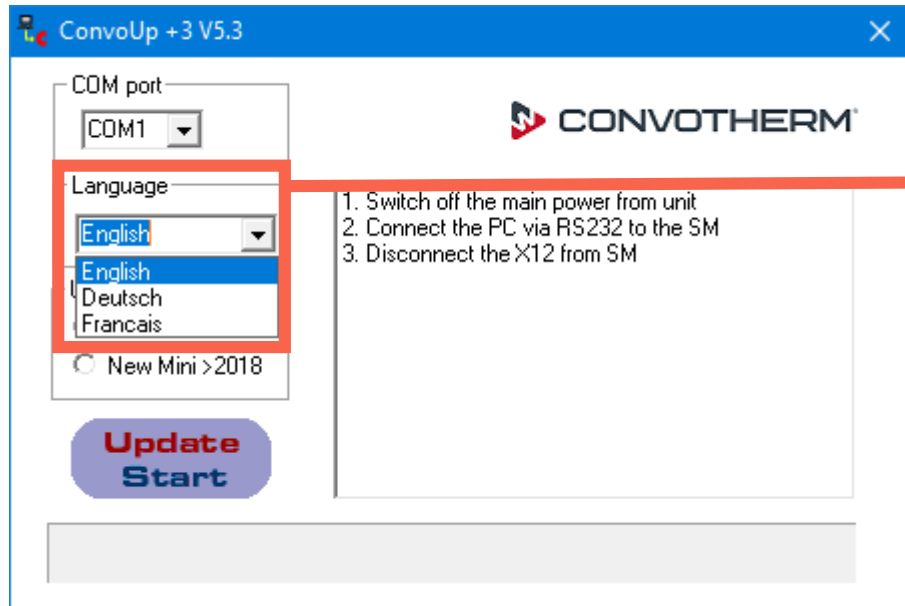 ConvoUp +3 V5.3
COM port
COM1
CONVOTHERM
Language
English
English
Deutsch
Francais
New Mini >2018
Update
Start
1. Switch off the main power from unit
2. Connect the PC via RS232 to the SM
3. Disconnect the X12 from SM